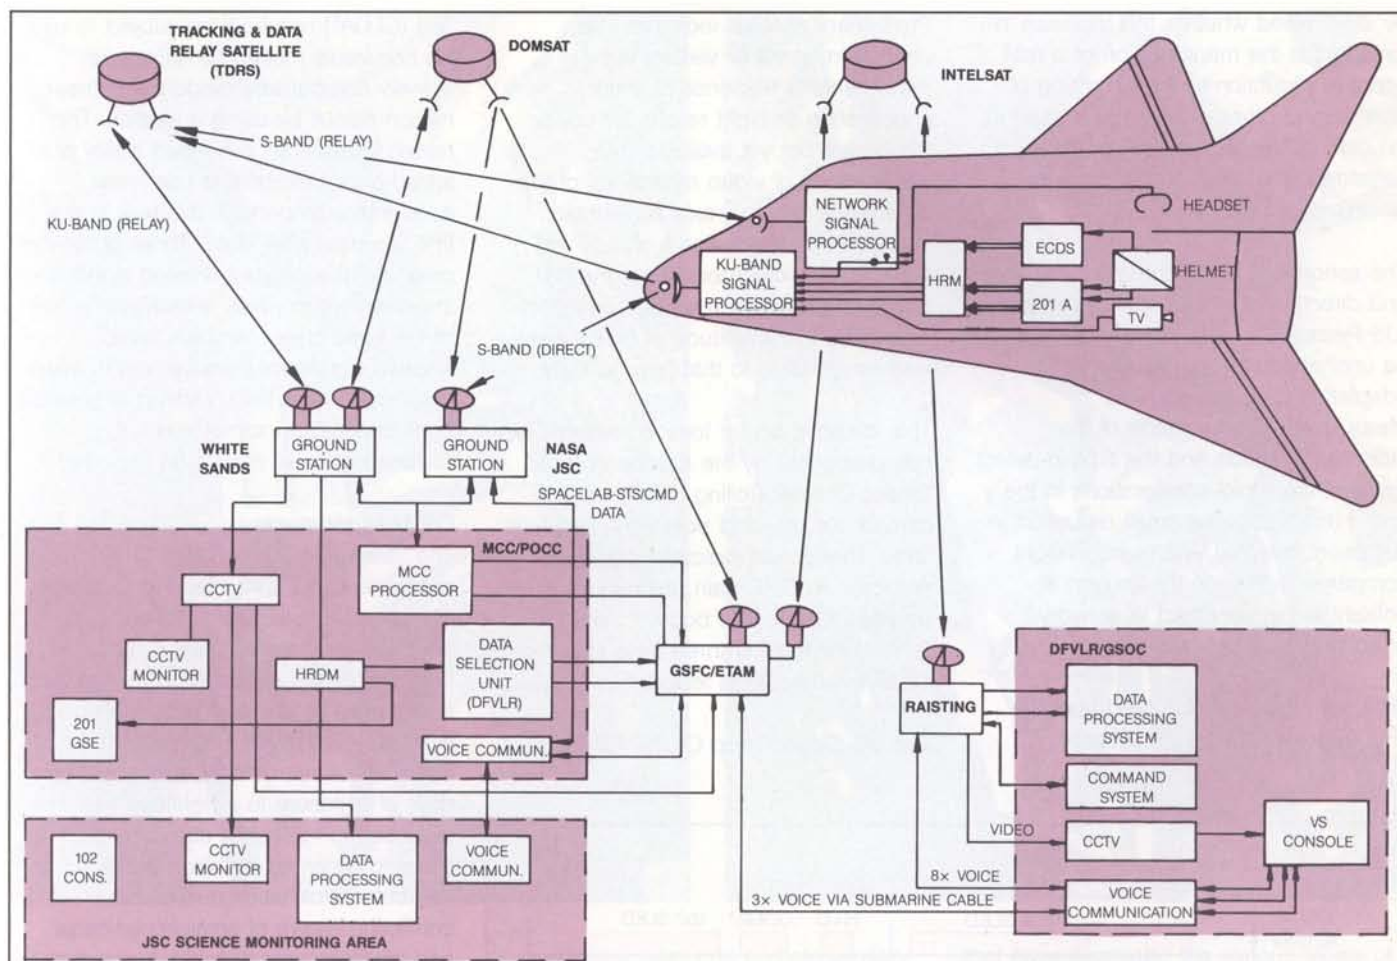 TRACKING & DATA
RELAY SATELLITE
(TDRS)
DOMSAT
INTELSAT
S-BAND (RELAY)
KU-BAND (RELAY)
S-BAND (DIRECT)
NETWORK
SIGNAL
PROCESSOR
KU-BAND
SIGNAL
PROCESSOR
HRM
ECDS
201 A
HEADSET
HELMET
TV
WHITE
SANDS
GROUND
STATION
GROUND
STATION
NASA
JSC
SPACELAB-STS/CMD
DATA
MCC/POCC
CCTV
MCC
PROCESSOR
CCTV
MONITOR
HRDM
DATA
SELECTION
UNIT
(DFVLR)
201
GSE
VOICE COMMUN.
GSFC/ETAM
RAISTING
DFVLR/GSOC
DATA
PROCESSING
SYSTEM
COMMAND
SYSTEM
VIDEO
CCTV
VS
CONSOLE
8× VOICE
3× VOICE VIA SUBMARINE CABLE
VOICE
COMMUNICATION
102
CONS.
CCTV
MONITOR
DATA
PROCESSING
SYSTEM
VOICE
COMMUN.
JSC SCIENCE MONITORING AREA